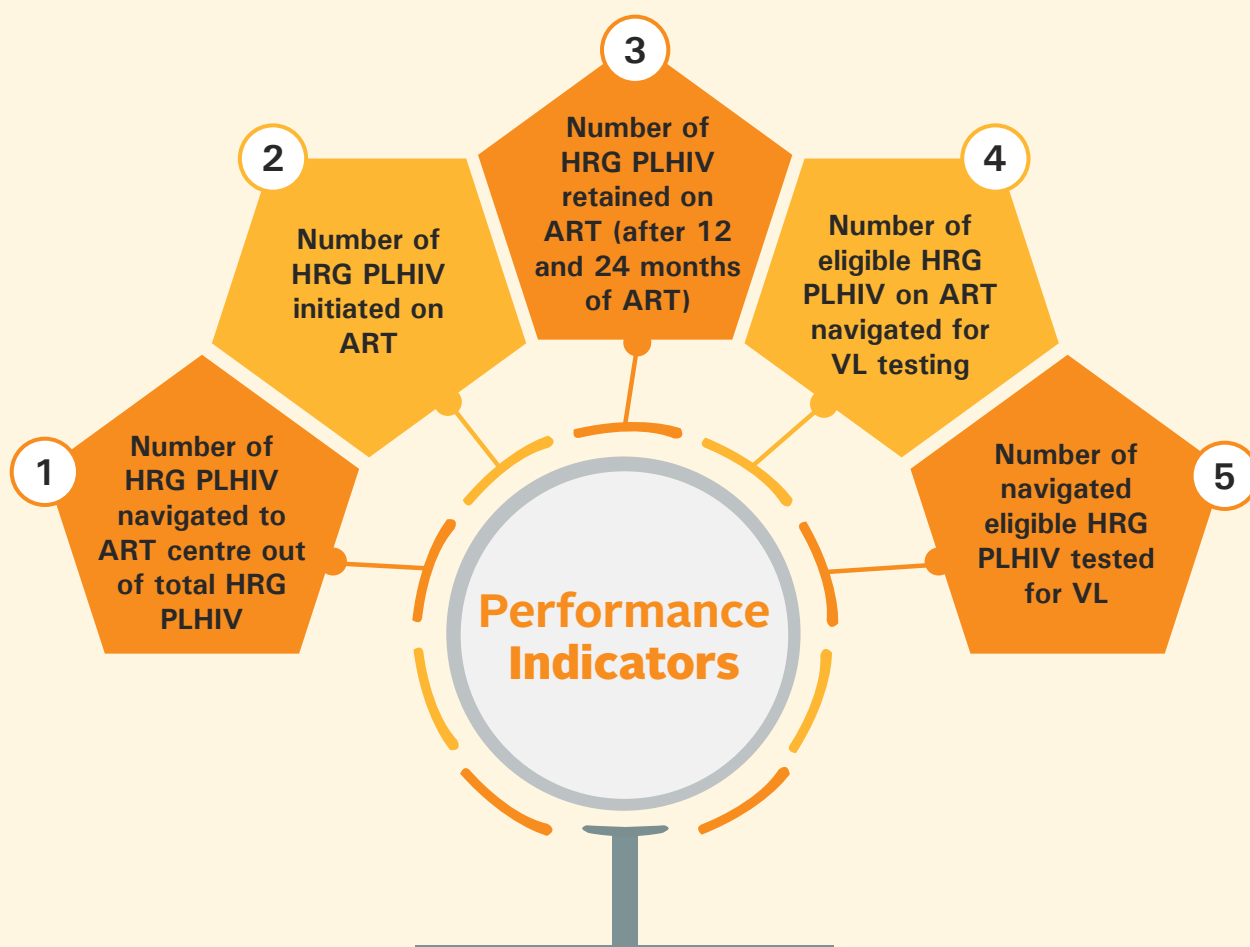 1
Number of
HRG PLHIV
navigated to
ART centre out
of total HRG
PLHIV
2
Number of
HRG PLHIV
initiated on
ART
3
Number of
HRG PLHIV
retained on
ART (after 12
and 24 months
of ART)
4
Number of
eligible HRG
PLHIV on ART
navigated for
VL testing
5
Number of
navigated
eligible HRG
PLHIV tested
for VL
Performance
Indicators